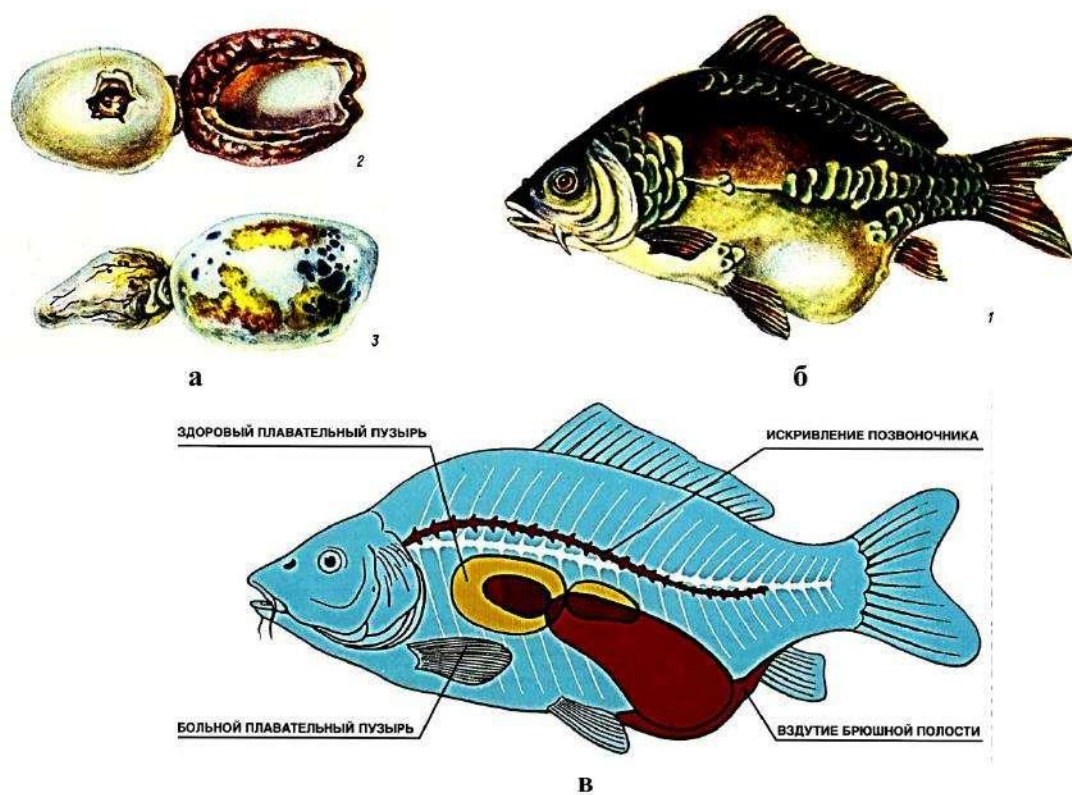 2
3
а
1
б
ЗДОРОВЫЙ ПЛАВАТЕЛЬНЫЙ ПУЗЫРЬ
ИСКРИВЛЕНИЕ ПОЗВОНОЧНИКА
БОЛЬНОЙ ПЛАВАТЕЛЬНЫЙ ПУЗЫРЬ
ВЗДУТИЕ БРЮШНОЙ ПОЛОСТИ
в